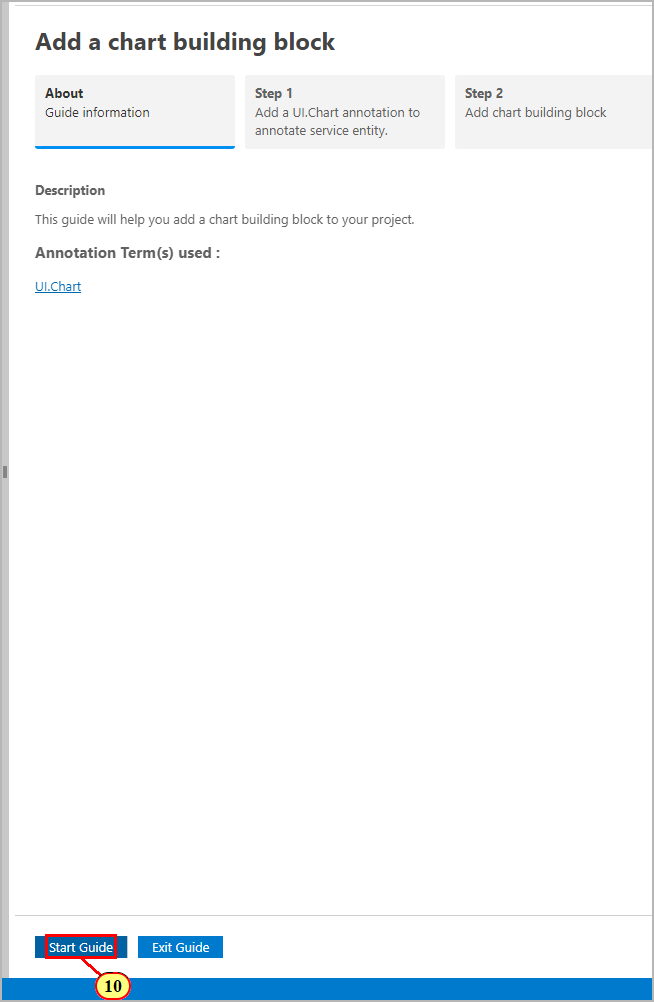 Add a chart building block
About
Guide information
Step 1
Add a UI.Chart annotation to
annotate service entity.
Step 2
Add chart building block
Description
This guide will help you add a chart building block to your project.
Annotation Term(s) used :
UI.Chart
Start Guide
Exit Guide
10